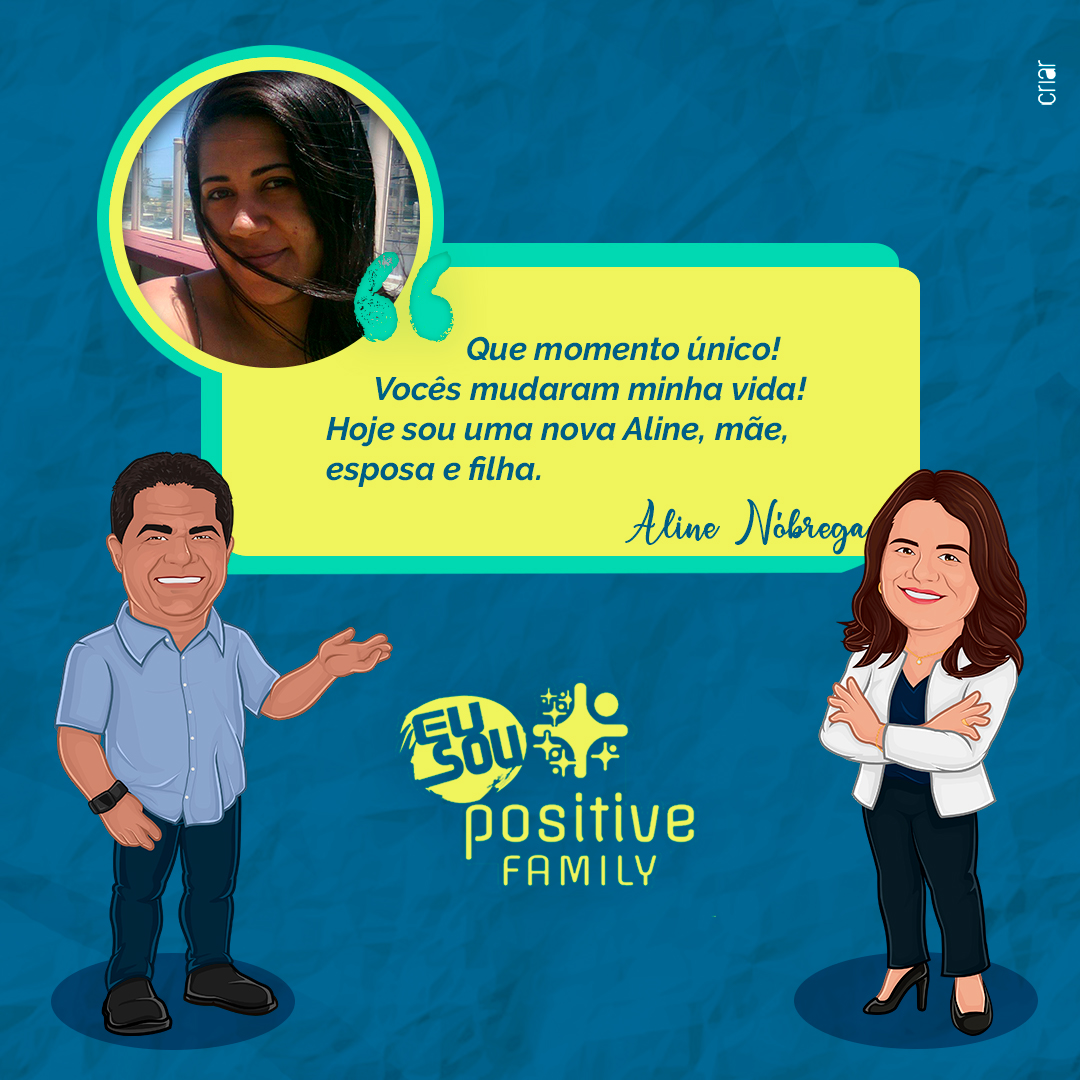 criar
Que momento único!
Vocês mudaram minha vida!
Hoje sou uma nova Aline, mãe,
esposa e filha.
Aline Nóbrega
EU
SOU
positive
FAMILY